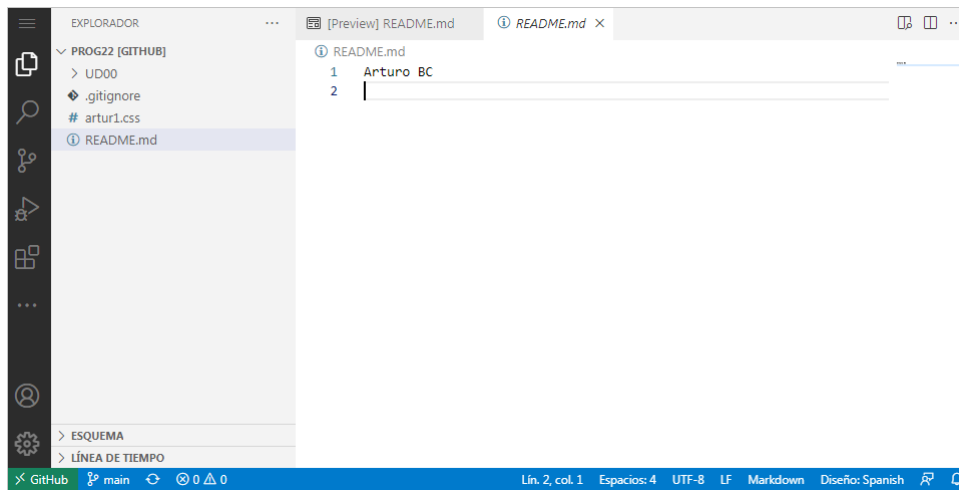 EXPLORADOR ···
PROG22 [GITHUB]
UD00
.gitignore
# artur1.css
README.md
ESQUEMA
LÍNEA DE TIEMPO
[Preview] README.md
README.md
README.md
1 Arturo BC
2
GitHub main 0 0 Lín. 2, col. 1 Espacios: 4 UTF-8 LF Markdown Diseño: Spanish